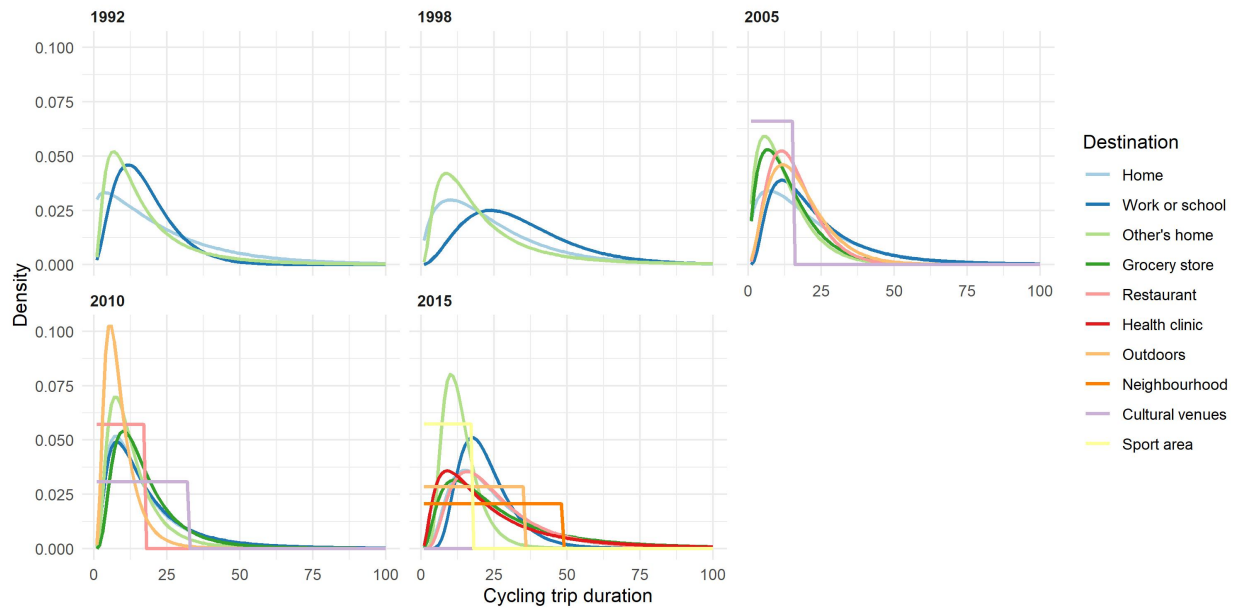 1992
1998
2005
0.100
0.075
0.050
0.025
0.000
0 25 50 75 100
2010
2015
0.100
0.075
0.050
0.025
0.000
0 25 50 75 100
0 25 50 75 100
Density
Cycling trip duration
Destination
Home
Work or school
Other's home
Grocery store
Restaurant
Health clinic
Outdoors
Neighbourhood
Cultural venues
Sport area